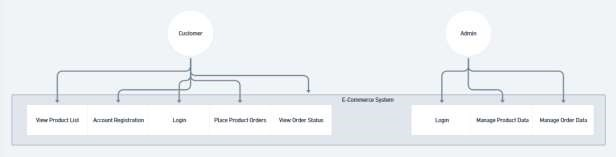 Customer
Admin
E-Commerce System
View Product List
Account Registration
Login
Place Product Orders
View Order Status
Login
Manage Product Data
Manage Order Data